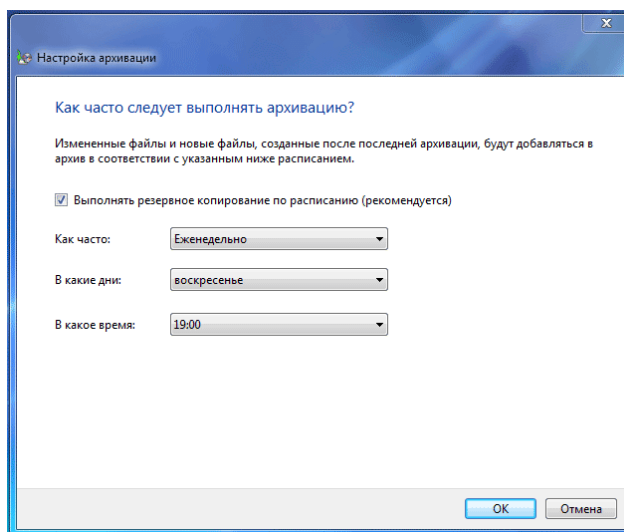 Настройка архивации
Как часто следует выполнять архивацию?
Измененные файлы и новые файлы, созданные после последней архивации, будут добавляться в
архив в соответствии с указанным ниже расписанием.
Выполнять резервное копирование по расписанию (рекомендуется)
Как часто: Еженедельно
В какие дни: воскресенье
В какое время: 19:00
ОК Отмена